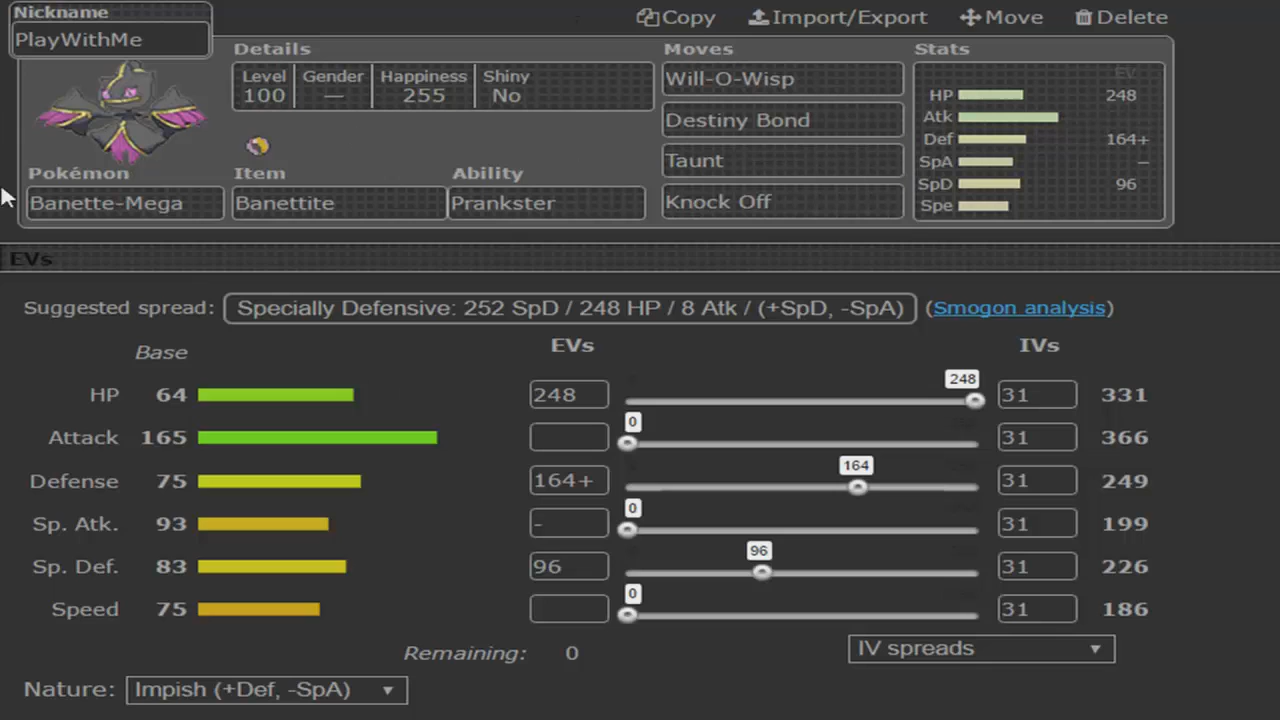 Nickname
PlayWithMe
Copy Import/Export Move Delete
Details Moves Stats
Level Gender Happiness Shiny
100 — 255 No
Will-O-Wisp
Destiny Bond
Taunt
Knock Off
EV
HP 248
Atk
Def 164+
SpA –
SpD 96
Spe
Pokémon Item Ability
Banette-Mega Banettite Prankster
EVs
Suggested spread: Specially Defensive: 252 SpD / 248 HP / 8 Atk / (+SpD, -SpA) (Smogon analysis)
Base EVs IVs
HP 64 248 248 31 331
Attack 165 0 31 366
Defense 75 164+ 164 31 249
Sp. Atk. 93 - 0 31 199
Sp. Def. 83 96 96 31 226
Speed 75 0 31 186
Remaining: 0 IV spreads
Nature: Impish (+Def, -SpA)